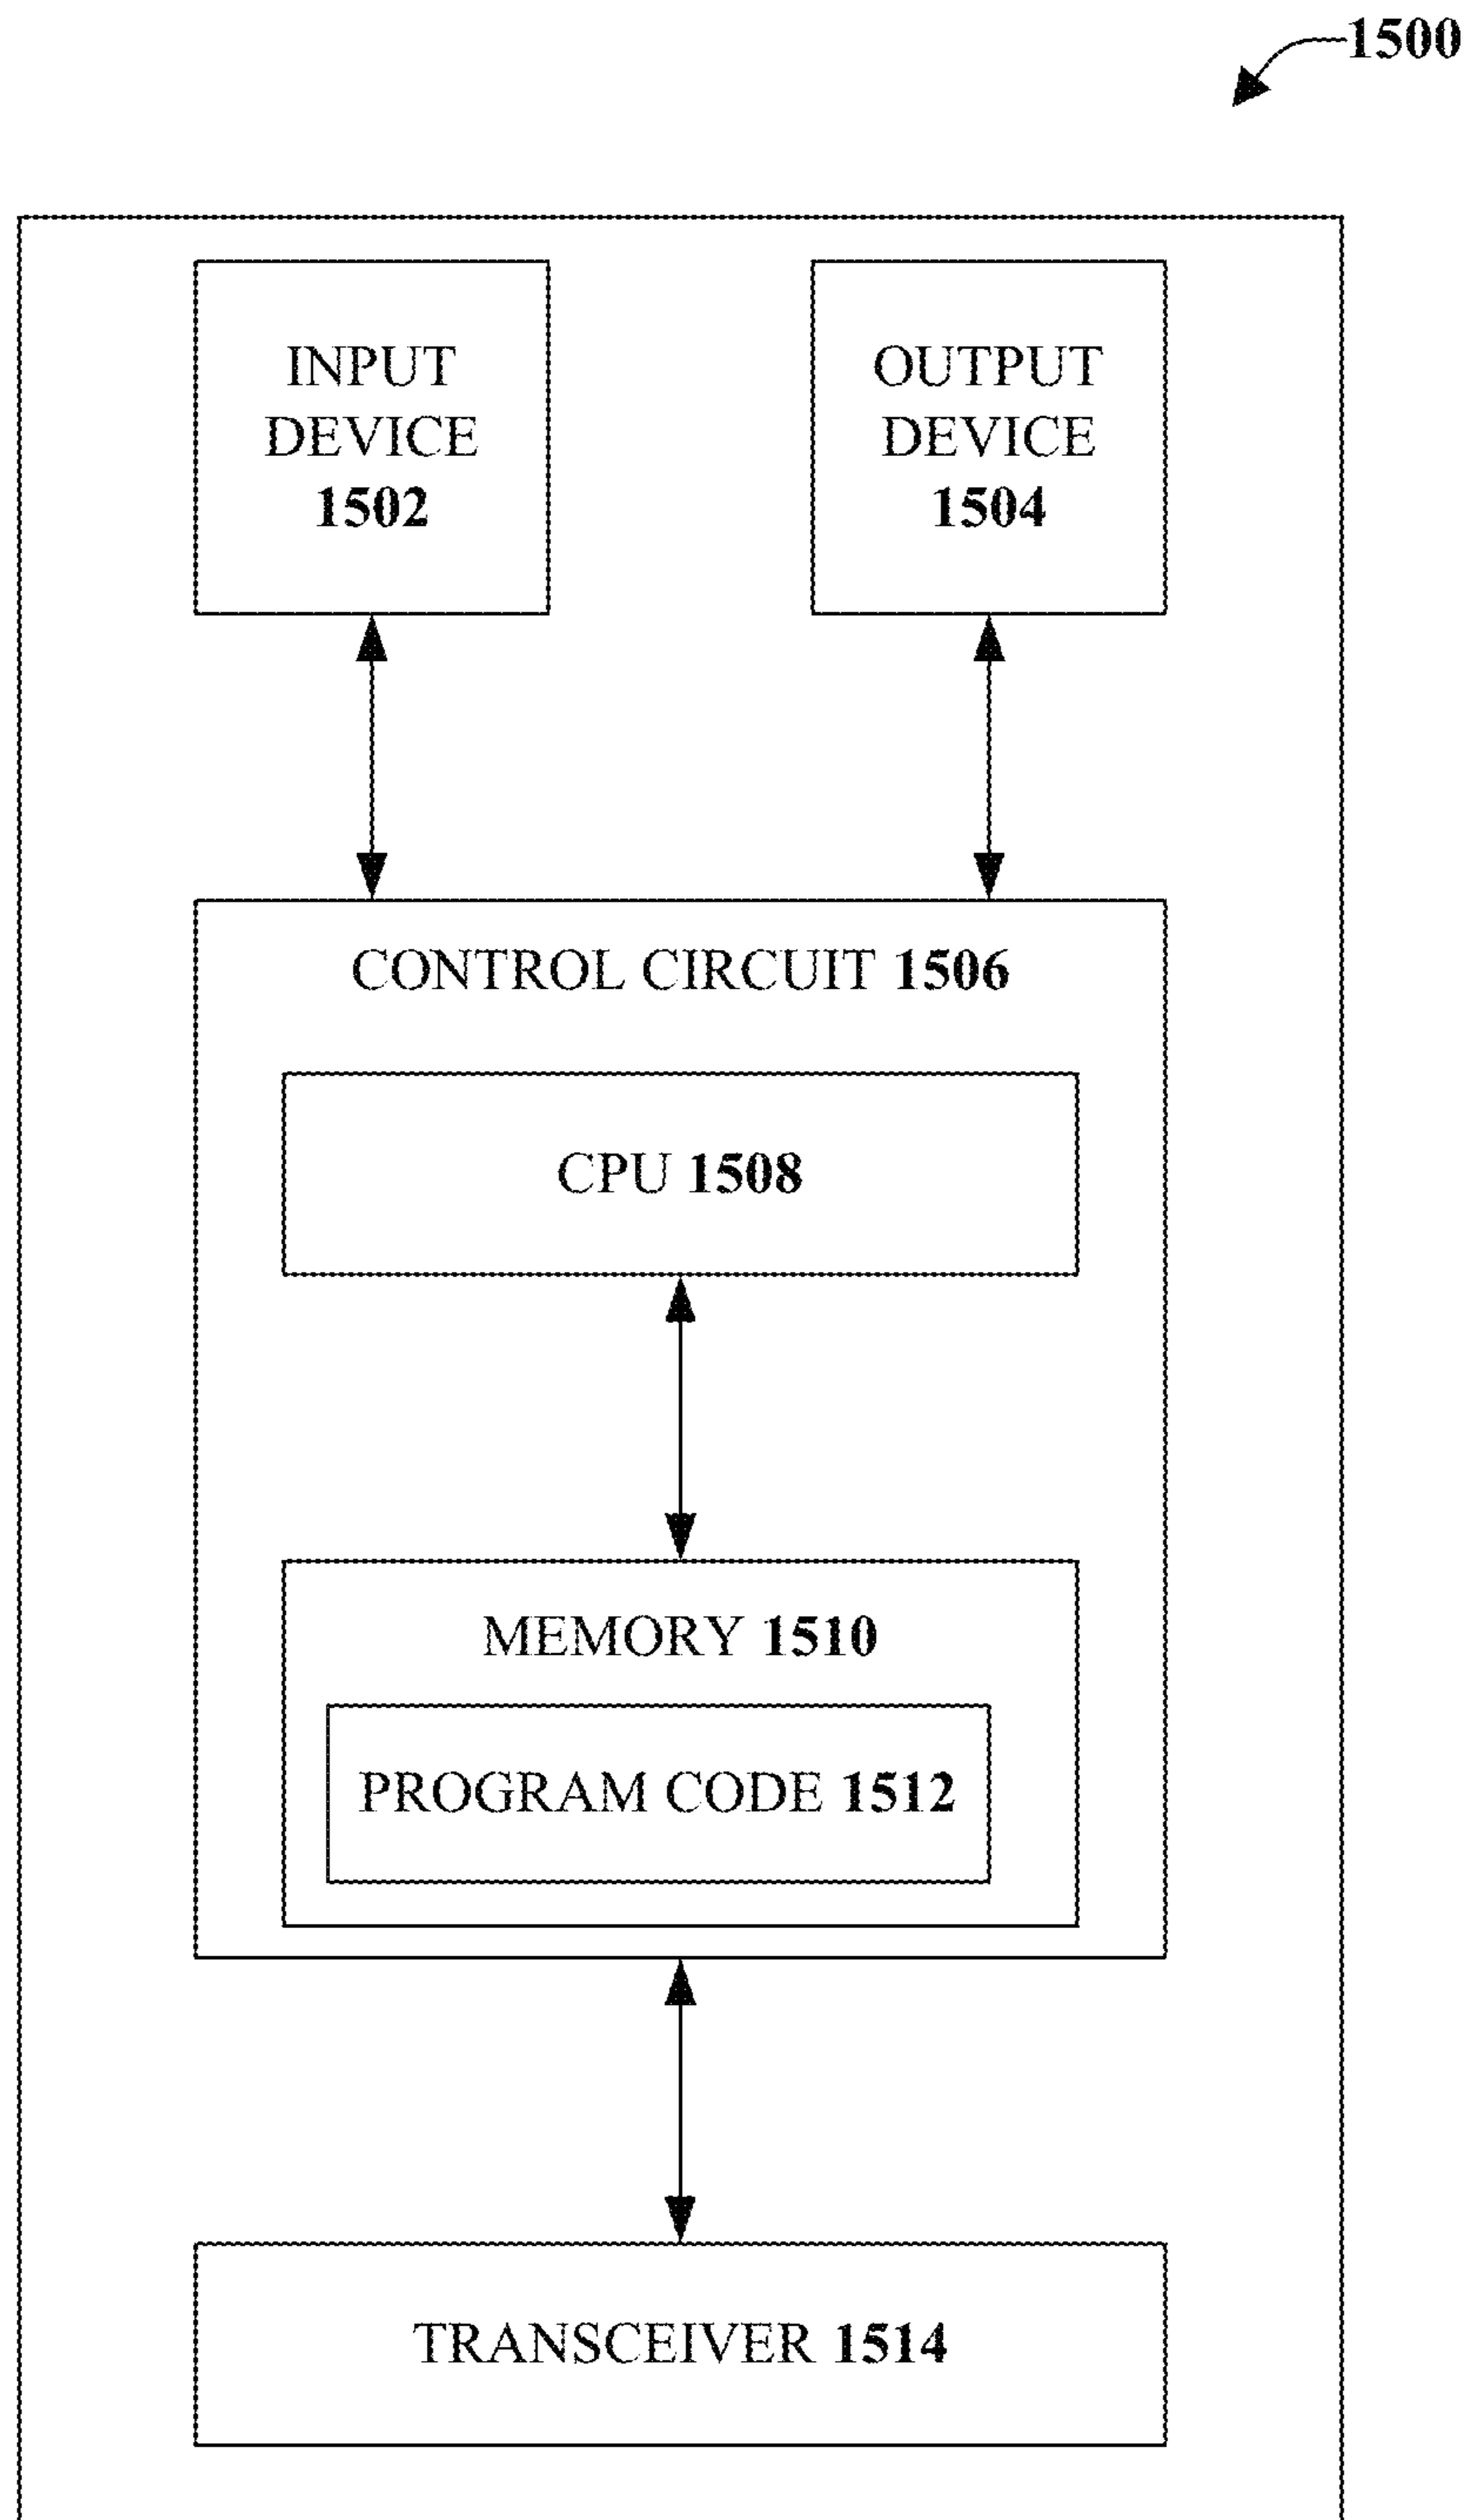 1500
INPUT
DEVICE
1502
OUTPUT
DEVICE
1504
CONTROL CIRCUIT 1506
CPU 1508
MEMORY 1510
PROGRAM CODE 1512
TRANSCEIVER 1514